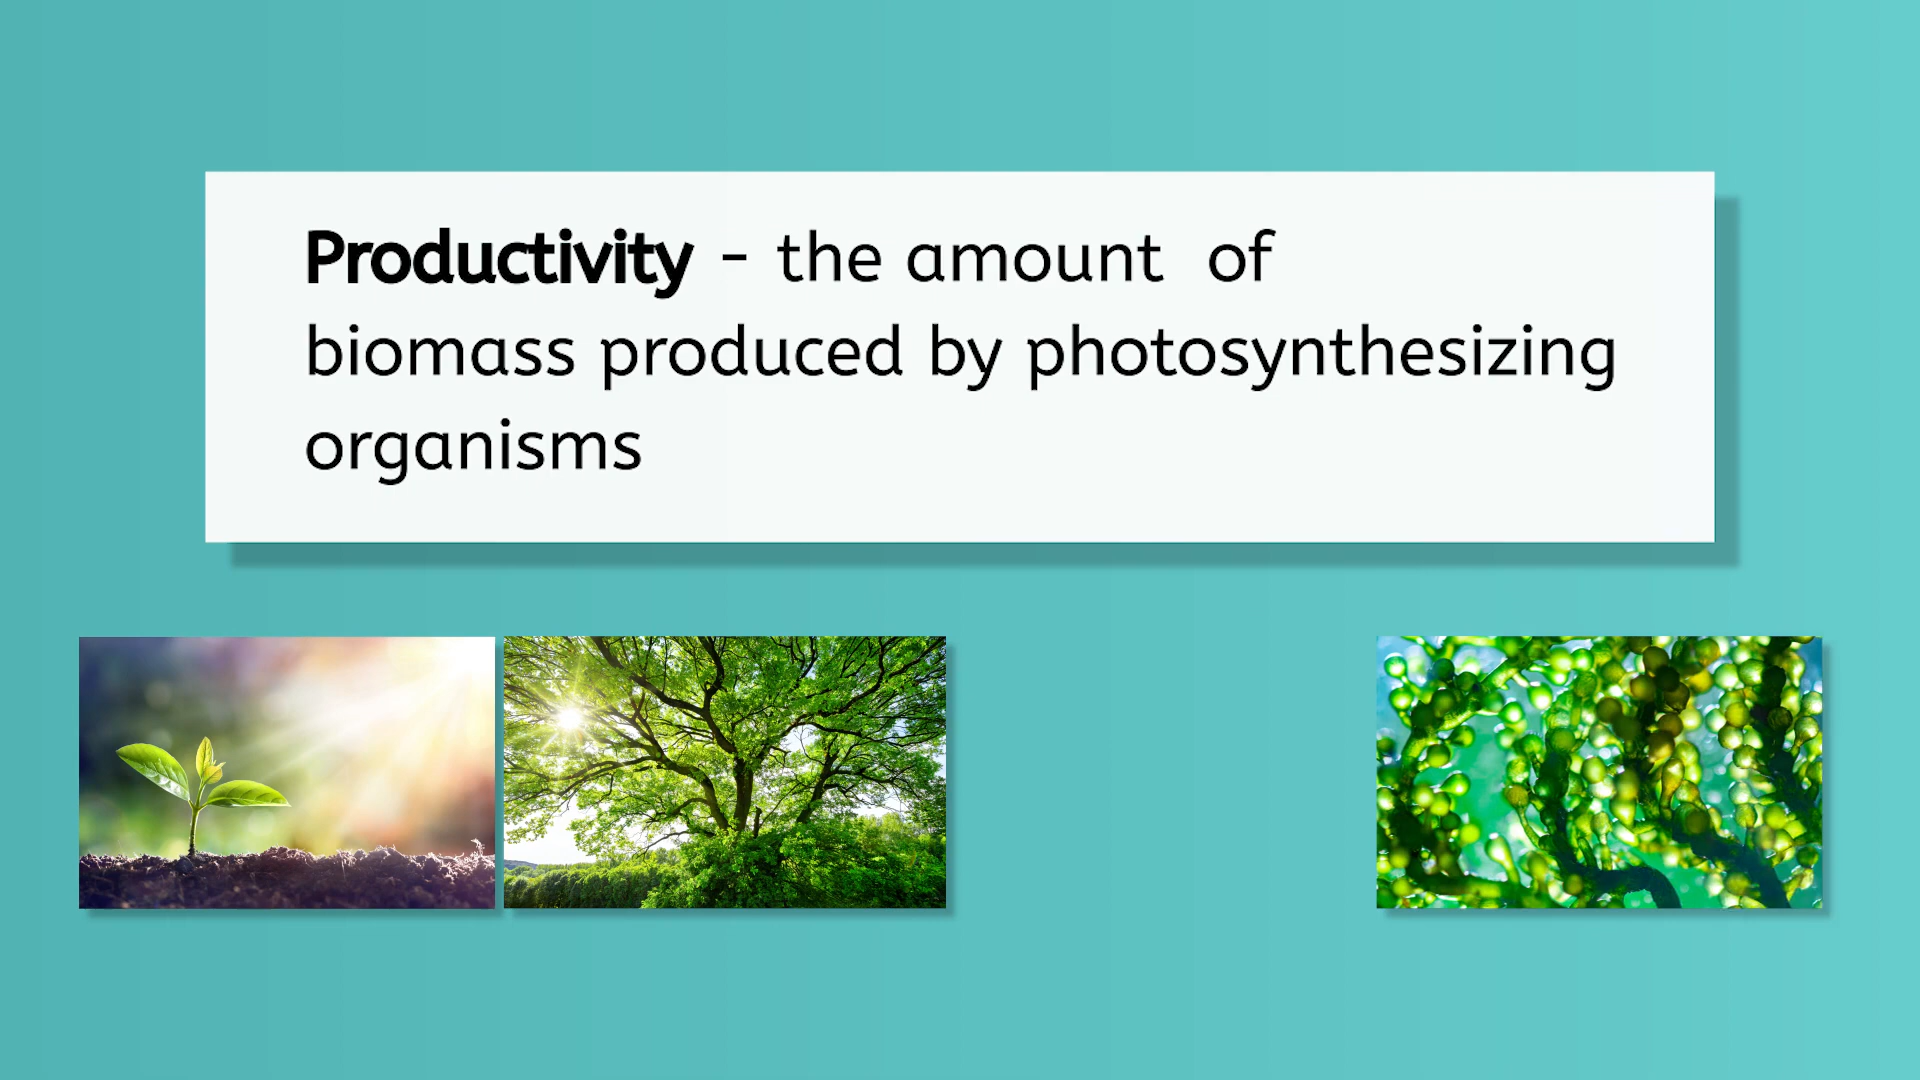 Productivity - the amount  of
biomass produced by photosynthesizing
organisms